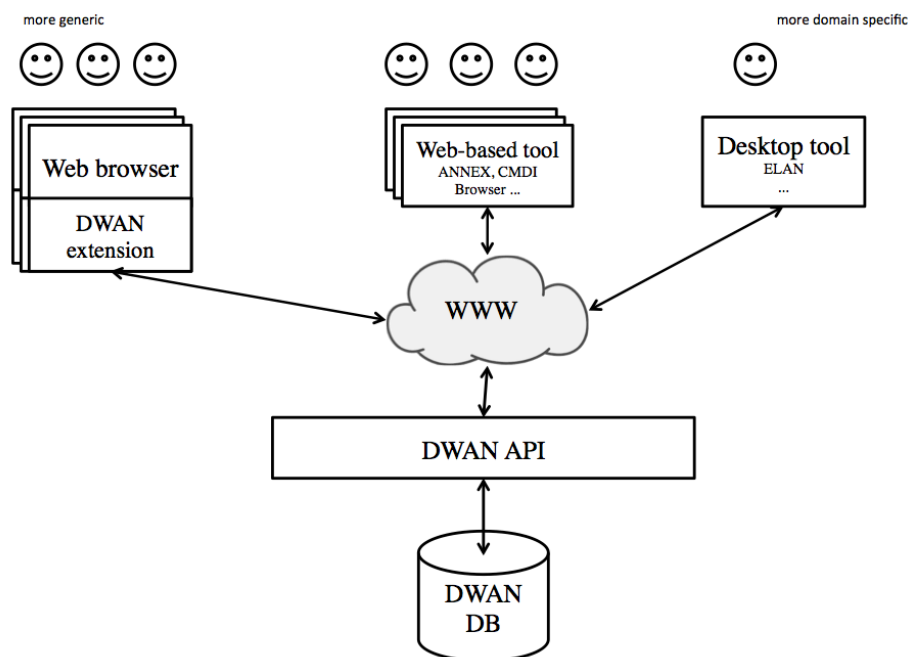 more generic
more domain specific
Web browser
DWAN
extension
Web-based tool
ANNEX, CMDI
Browser ...
Desktop tool
ELAN
...
WWW
DWAN API
DWAN
DB